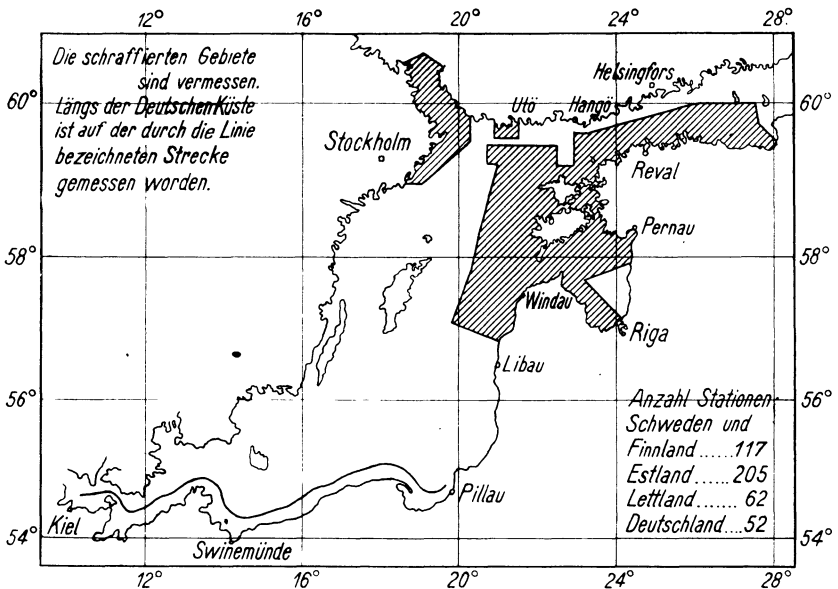 12° 16° 20° 24° 28°
Die schraffierten Gebiete
sind vermessen.
Längs der Deutschen Küste
ist auf der durch die Linie
bezeichneten Strecke
gemessen worden.
60° 60°
Helsingfors
Utö Hangö
Stockholm
Reval
Pernau
58° 58°
Windau
Riga
Libau
56° 56°
Anzahl Stationen
Schweden und
Finnland......117
Estland......205
Lettland....... 62
Deutschland....52
Pillau
Kiel
54° 54°
Swinemünde
12° 16° 20° 24° 28°